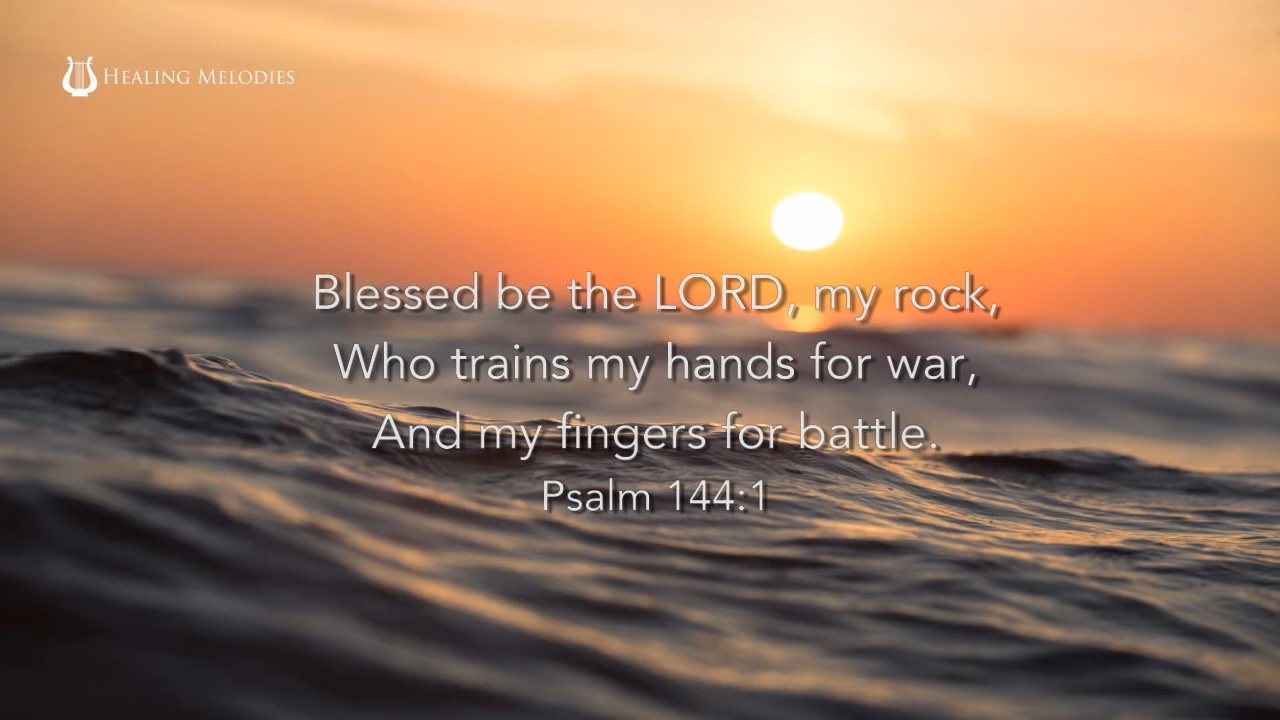 HEALING MELODIES
Blessed be the LORD, my rock,
Who trains my hands for war,
And my fingers for battle.
Psalm 144:1